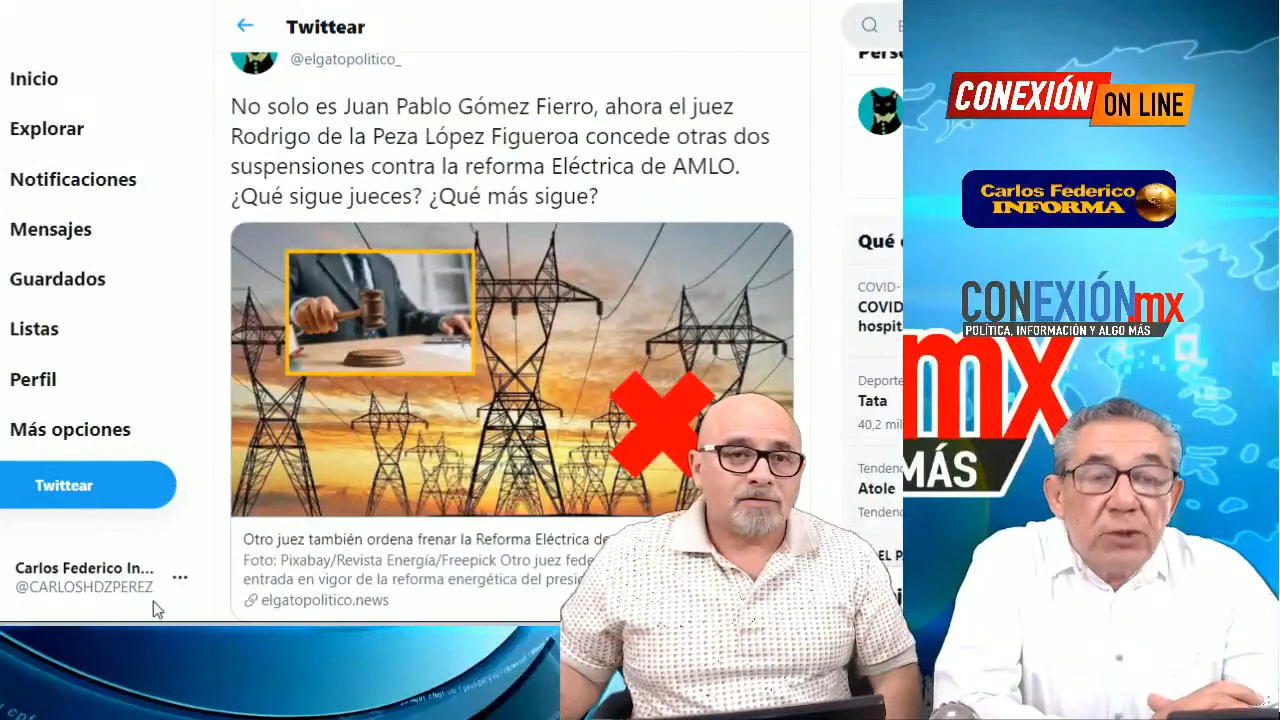 Inicio
Explorar
Notificaciones
Mensajes
Guardados
Listas
Perfil
Más opciones
Twittear
Carlos Federico In...
@CARLOSHDZPEREZ
Twittear
@elgatopolitico_
No solo es Juan Pablo Gómez Fierro, ahora el juez
Rodrigo de la Peza López Figueroa concede otras dos
suspensiones contra la reforma Eléctrica de AMLO.
¿Qué sigue jueces? ¿Qué más sigue?
Otro juez también ordena frenar la Reforma Eléctrica de
Foto: Pixabay/Revista Energía/Freepick Otro juez fede
entrada en vigor de la reforma energética del presi
elgatopolitico.news
Qué
COVID-
COVID
hospit
Deporte
Tata
40,2 mil
Tendenc
Atole
Tendenc
EL P
CONEXIÓN ON LINE
Carlos Federico
INFORMA
CONEXIÓN.mx
POLÍTICA, INFORMACIÓN Y ALGO MÁS
mx
MÁS